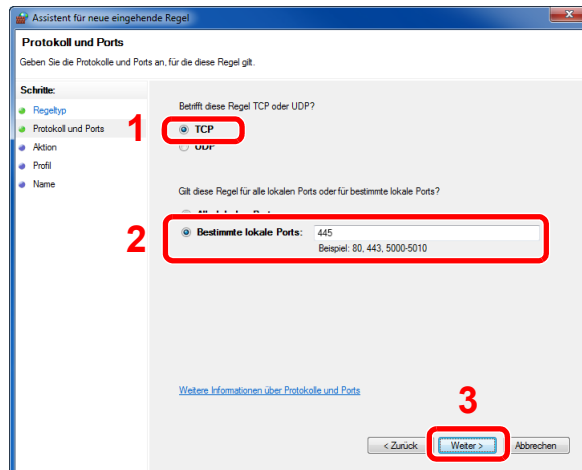 Assistent für neue eingehende Regel
Protokoll und Ports
Geben Sie die Protokolle und Ports an, für die diese Regel gilt.
Schritte:
Regeltyp
Protokoll und Ports
Aktion
Profil
Name
Betrifft diese Regel TCP oder UDP?
1
TCP
UDP
Gilt diese Regel für alle lokalen Ports oder für bestimmte lokale Ports?
2
Bestimmte lokale Ports: 445
Beispiel: 80, 443, 5000-5010
Weitere Informationen über Protokolle und Ports
3
< Zurück
Weiter >
Abbrechen